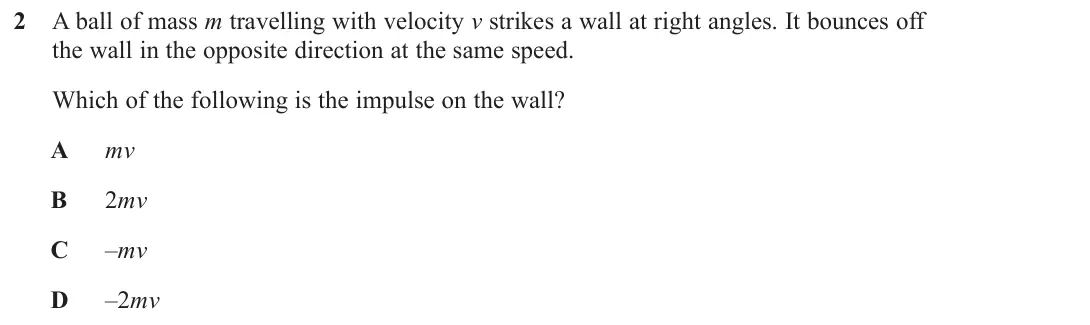 2 A ball of mass m travelling with velocity v strikes a wall at right angles. It bounces off
the wall in the opposite direction at the same speed.
Which of the following is the impulse on the wall?
A mv
B 2mv
C –mv
D –2mv